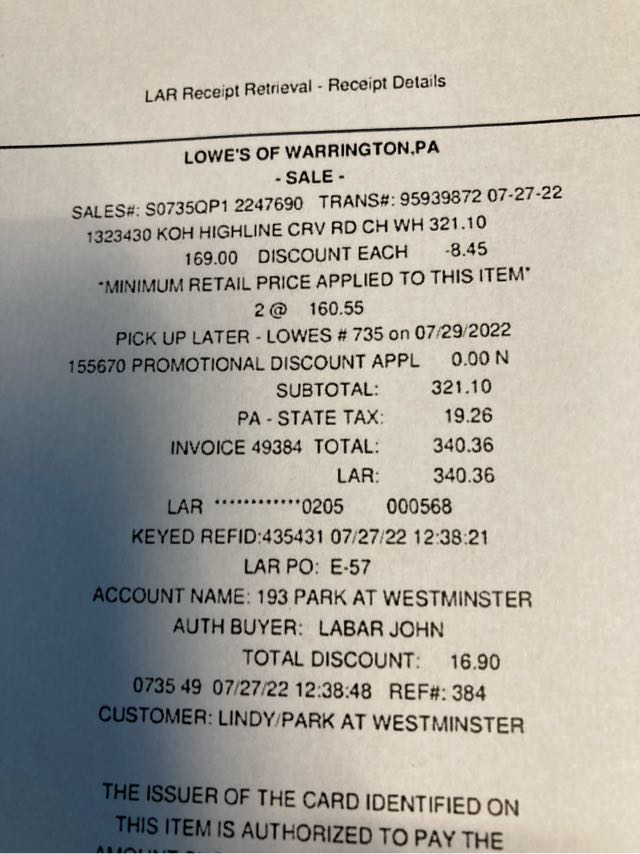 LAR Receipt Retrieval - Receipt Details
LOWE'S OF WARRINGTON,PA
- SALE -
SALES#: S0735QP1 2247690 TRANS#: 95939872 07-27-22
1323430 KOH HIGHLINE CRV RD CH WH 321.10
169.00 DISCOUNT EACH -8.45
*MINIMUM RETAIL PRICE APPLIED TO THIS ITEM*
2 @ 160.55
PICK UP LATER - LOWES # 735 on 07/29/2022
155670 PROMOTIONAL DISCOUNT APPL 0.00 N
SUBTOTAL: 321.10
PA - STATE TAX: 19.26
INVOICE 49384 TOTAL: 340.36
LAR: 340.36
LAR ************0205 000568
KEYED REFID:435431 07/27/22 12:38:21
LAR PO: E-57
ACCOUNT NAME: 193 PARK AT WESTMINSTER
AUTH BUYER: LABAR JOHN
TOTAL DISCOUNT: 16.90
0735 49 07/27/22 12:38:48 REF#: 384
CUSTOMER: LINDY/PARK AT WESTMINSTER
THE ISSUER OF THE CARD IDENTIFIED ON
THIS ITEM IS AUTHORIZED TO PAY THE